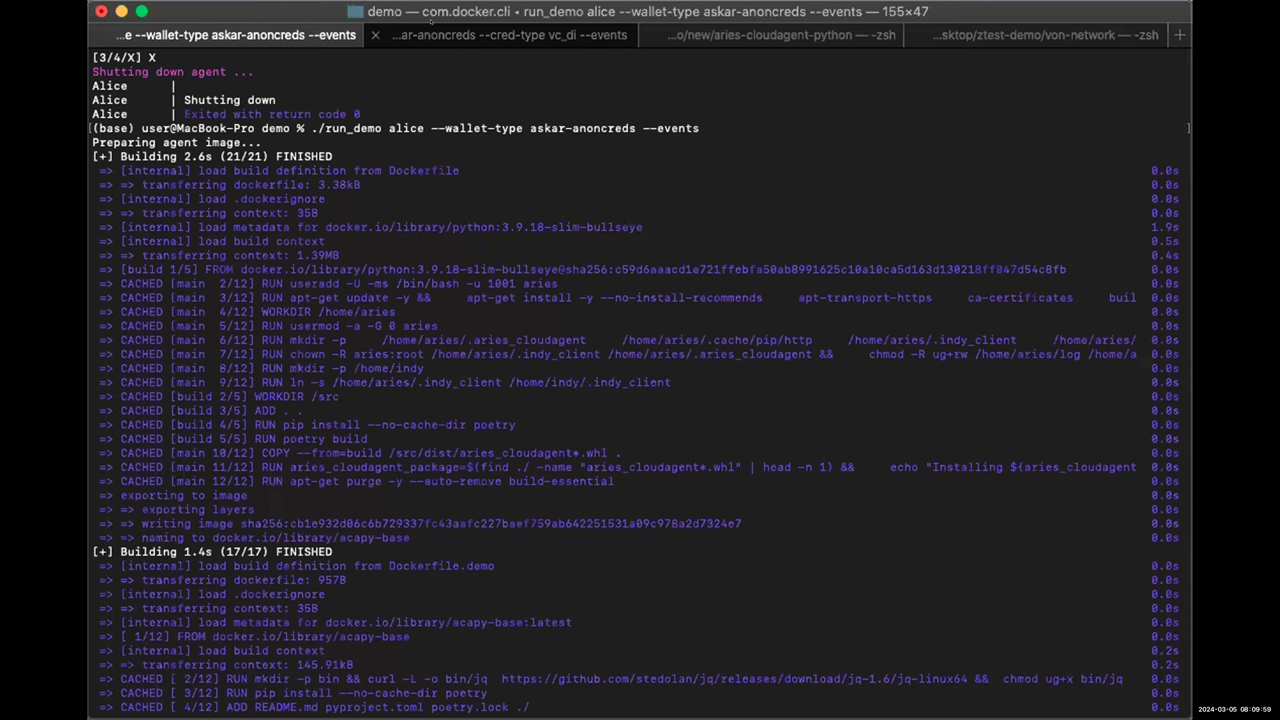 demo — com.docker.cli • run_demo alice --wallet-type askar-anoncreds --events — 155×47
...e --wallet-type askar-anoncreds --events
...ar-anoncreds --cred-type vc_di --events
...o/new/aries-cloudagent-python — -zsh
...sktop/ztest-demo/von-network — -zsh
[3/4/X] X
Shutting down agent ...
Alice |
Alice | Shutting down
Alice | Exited with return code 0
(base) user@MacBook-Pro demo % ./run_demo alice --wallet-type askar-anoncreds --events
Preparing agent image...
[+] Building 2.6s (21/21) FINISHED
=> [internal] load build definition from Dockerfile 0.0s
=> => transferring dockerfile: 3.38kB 0.0s
=> [internal] load .dockerignore 0.0s
=> => transferring context: 35B 0.0s
=> [internal] load metadata for docker.io/library/python:3.9.18-slim-bullseye 1.9s
=> [internal] load build context 0.5s
=> => transferring context: 1.39MB 0.4s
=> [build 1/5] FROM docker.io/library/python:3.9.18-slim-bullseye@sha256:c59d6aaacd1e721ffebfa50ab8991625c10a10ca5d163d130218ff047d54c8fb 0.0s
=> CACHED [main 2/12] RUN useradd -U -ms /bin/bash -u 1001 aries 0.0s
=> CACHED [main 3/12] RUN apt-get update -y && apt-get install -y --no-install-recommends apt-transport-https ca-certificates buil 0.0s
=> CACHED [main 4/12] WORKDIR /home/aries 0.0s
=> CACHED [main 5/12] RUN usermod -a -G 0 aries 0.0s
=> CACHED [main 6/12] RUN mkdir -p /home/aries/.aries_cloudagent /home/aries/.cache/pip/http /home/aries/.indy_client /home/aries/ 0.0s
=> CACHED [main 7/12] RUN chown -R aries:root /home/aries/.indy_client /home/aries/.aries_cloudagent && chmod -R ug+rw /home/aries/log /home/a 0.0s
=> CACHED [main 8/12] RUN mkdir -p /home/indy 0.0s
=> CACHED [main 9/12] RUN ln -s /home/aries/.indy_client /home/indy/.indy_client 0.0s
=> CACHED [build 2/5] WORKDIR /src 0.0s
=> CACHED [build 3/5] ADD . . 0.0s
=> CACHED [build 4/5] RUN pip install --no-cache-dir poetry 0.0s
=> CACHED [build 5/5] RUN poetry build 0.0s
=> CACHED [main 10/12] COPY --from=build /src/dist/aries_cloudagent*.whl . 0.0s
=> CACHED [main 11/12] RUN aries_cloudagent_package=$(find ./ -name "aries_cloudagent*.whl" | head -n 1) && echo "Installing ${aries_cloudagent 0.0s
=> CACHED [main 12/12] RUN apt-get purge -y --auto-remove build-essential 0.0s
=> exporting to image 0.0s
=> => exporting layers 0.0s
=> => writing image sha256:cb1e932d06c6b729337fc43aafc227baef759ab642251531a09c978a2d7324e7 0.0s
=> => naming to docker.io/library/acapy-base 0.0s
[+] Building 1.4s (17/17) FINISHED
=> [internal] load build definition from Dockerfile.demo 0.0s
=> => transferring dockerfile: 957B 0.0s
=> [internal] load .dockerignore 0.0s
=> => transferring context: 35B 0.0s
=> [internal] load metadata for docker.io/library/acapy-base:latest 0.0s
=> [ 1/12] FROM docker.io/library/acapy-base 0.0s
=> [internal] load build context 0.2s
=> => transferring context: 145.91kB 0.2s
=> CACHED [ 2/12] RUN mkdir -p bin && curl -L -o bin/jq https://github.com/stedolan/jq/releases/download/jq-1.6/jq-linux64 && chmod ug+x bin/jq 0.0s
=> CACHED [ 3/12] RUN pip install --no-cache-dir poetry 0.0s
=> CACHED [ 4/12] ADD README.md pyproject.toml poetry.lock ./ 0.0s
2024-03-05 08:09:59